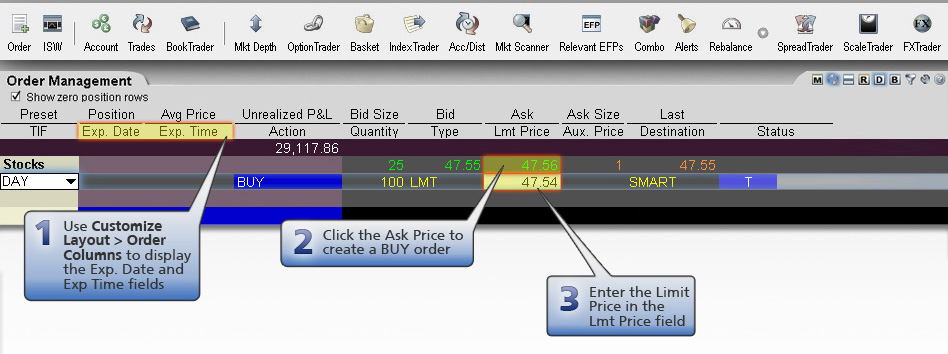 Order ISW Account Trades BookTrader Mkt Depth OptionTrader Basket IndexTrader Acc/Dist Mkt Scanner EFP Relevant EFPs Combo Alerts Rebalance SpreadTrader ScaleTrader FX FXTrader
Order Management M R D B
Show zero position rows
Preset Position Avg Price Unrealized P&L Bid Size Bid Ask Ask Size Last
TIF Exp. Date Exp. Time Action Quantity Type Lmt Price Aux. Price Destination Status
29,117.86
Stocks 25 47.55 47.56 1 47.55
DAY BUY 100 LMT 47.54 SMART T
1 Use Customize
Layout > Order
Columns to display
the Exp. Date and
Exp Time fields
2 Click the Ask Price to
create a BUY order
3 Enter the Limit
Price in the
Lmt Price field